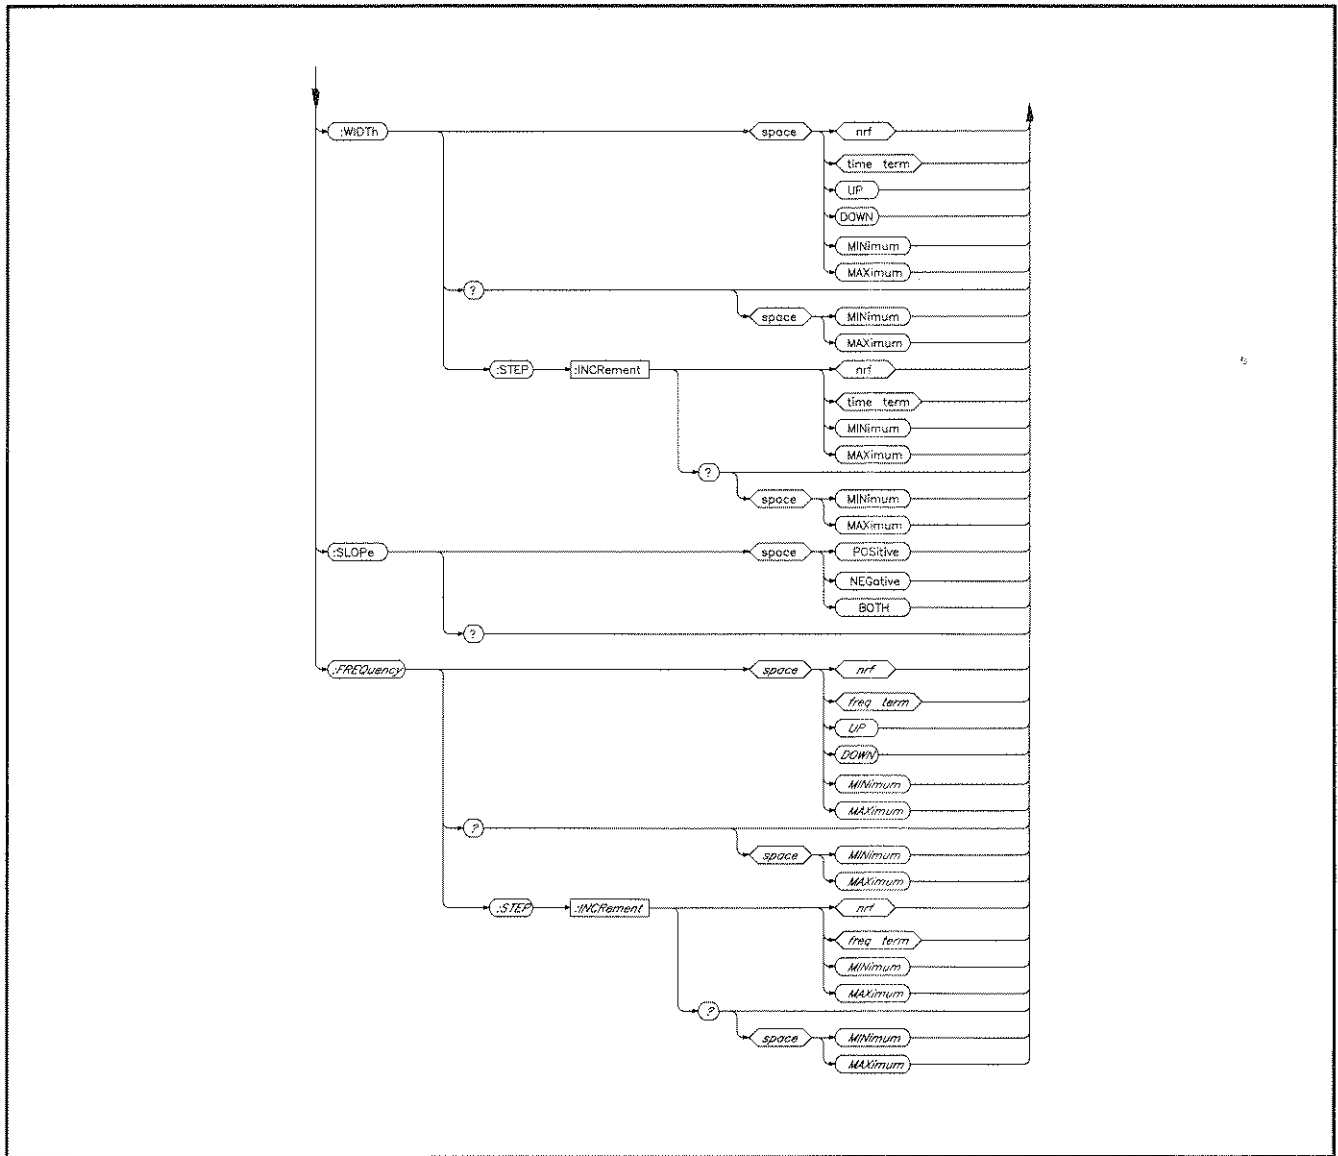 :WIDTh space nrf
time term
UP
DOWN
MINimum
MAXimum
?
space MINimum
MAXimum
:STEP :INCRement nrf
time term
MINimum
MAXimum
?
space MINimum
MAXimum
:SLOPe space POSitive
NEGative
BOTH
?
:FREQuency space nrf
freq term
UP
DOWN
MINimum
MAXimum
?
space MINimum
MAXimum
:STEP :INCRement nrf
freq term
MINimum
MAXimum
?
space MINimum
MAXimum